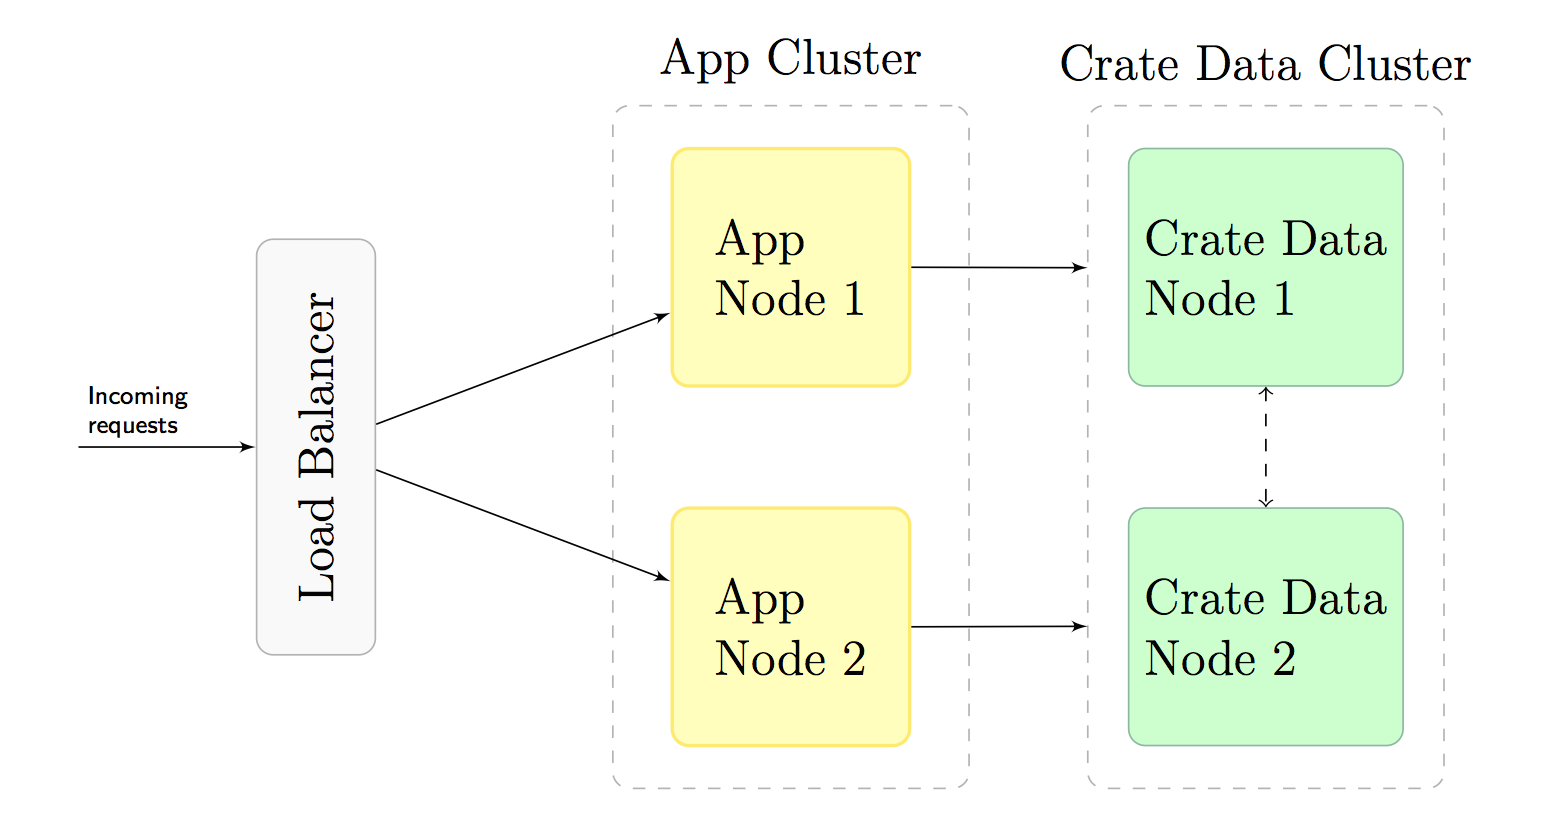 App Cluster
Crate Data Cluster
Incoming
requests
Load Balancer
App
Node 1
Crate Data
Node 1
App
Node 2
Crate Data
Node 2